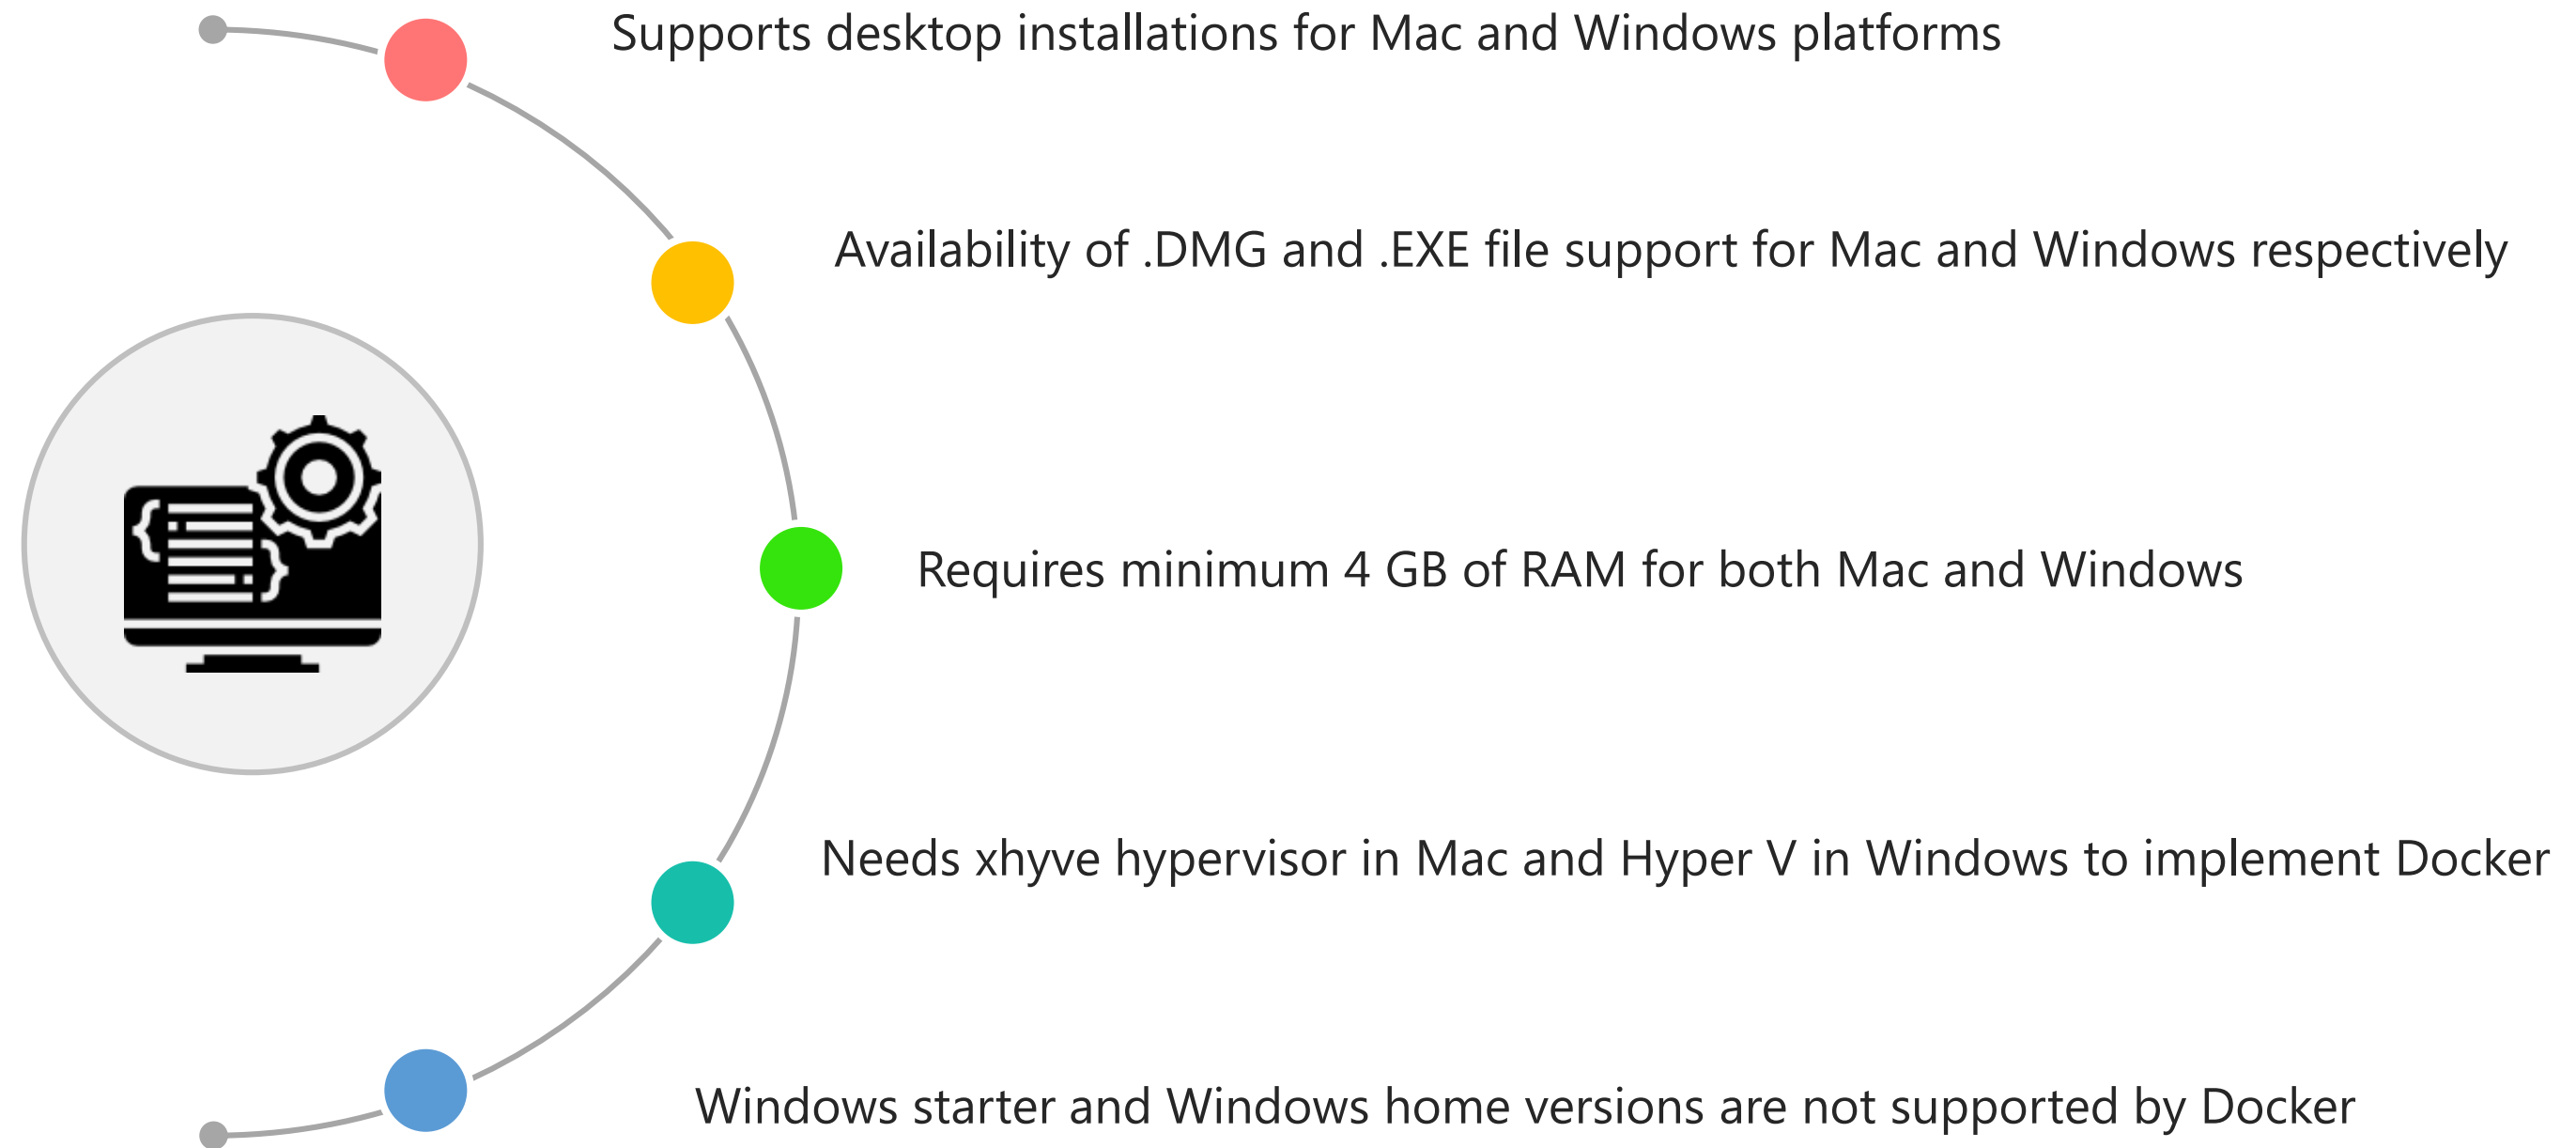 Supports desktop installations for Mac and Windows platforms
Availability of .DMG and .EXE file support for Mac and Windows respectively
Requires minimum 4 GB of RAM for both Mac and Windows
Needs xhyve hypervisor in Mac and Hyper V in Windows to implement Docker
Windows starter and Windows home versions are not supported by Docker